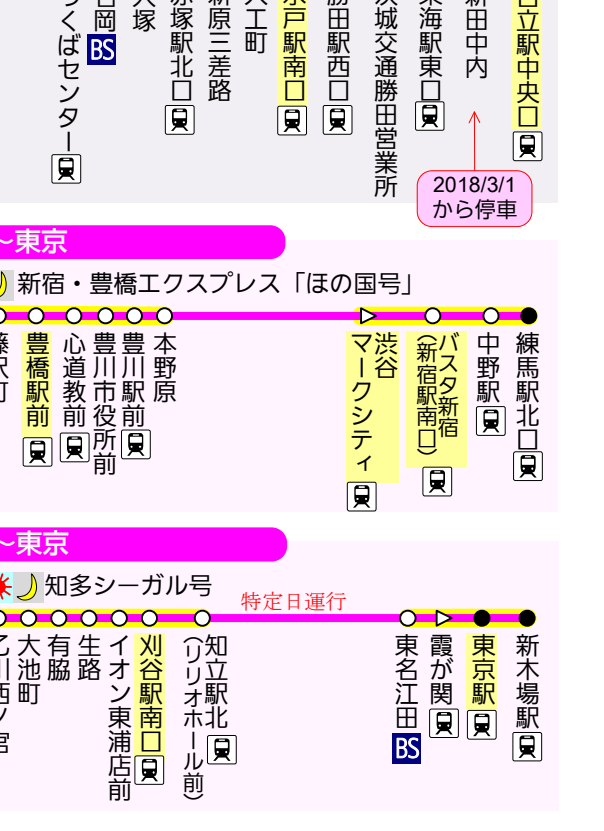 つくばセンター
岡
BS
塚
赤塚駅北口
新原三差路
大工町
水戸駅南口
勝田駅西口
茨城交通勝田営業所
東海駅東口
新田中内
日立駅中央口
2018/3/1
から停車
〜東京
新宿・豊橋エクスプレス「ほの国号」
藤沢町
豊橋駅前
心道教前
豊川市役所前
豊川駅前
本野原
渋谷
マークシティ
バスタ新宿
(新宿駅南口)
中野駅
練馬駅北口
〜東京
知多シーガル号
特定日運行
乙川西ノ宮
大池町
有脇
生路
イオン東浦店前
刈谷駅南口
知立駅北
(リリオホール前)
東名江田
BS
霞が関
東京駅
新木場駅